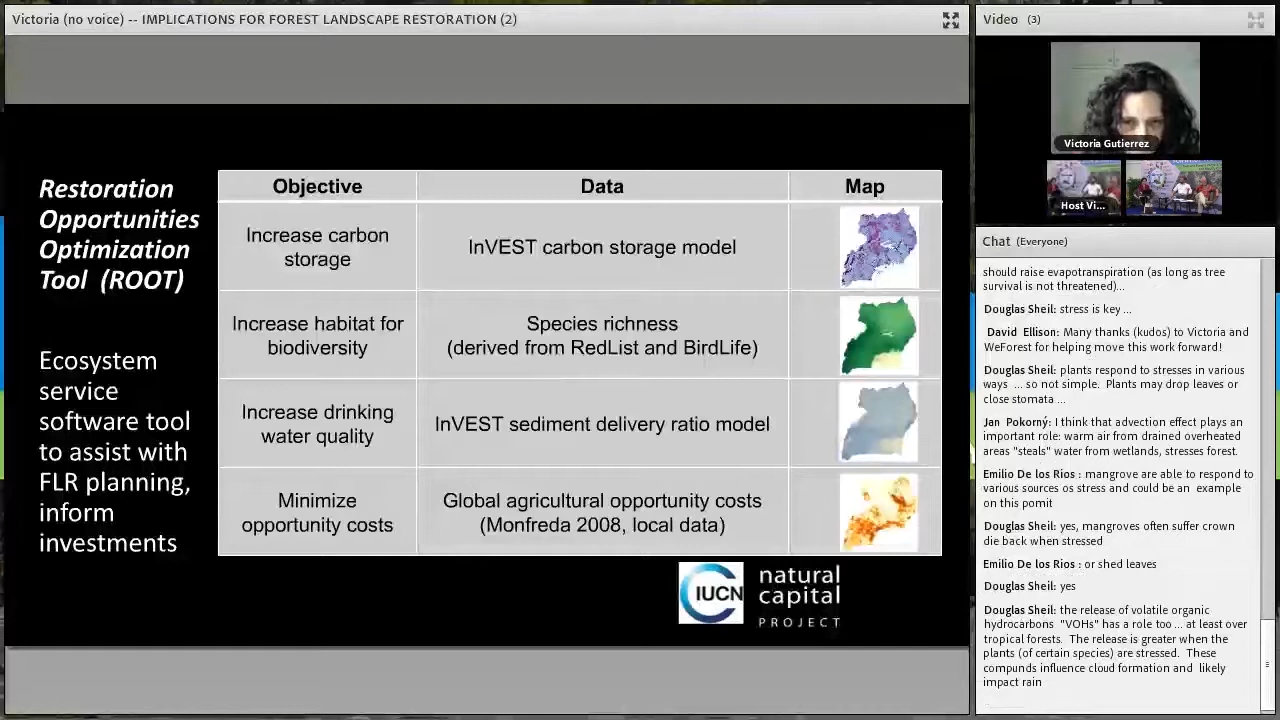 Victoria (no voice) -- IMPLICATIONS FOR FOREST LANDSCAPE RESTORATION (2)
Restoration
Opportunities
Optimization
Tool (ROOT)
Ecosystem
service
software tool
to assist with
FLR planning,
inform
investments
Objective
Data
Map
Increase carbon
storage
InVEST carbon storage model
Increase habitat for
biodiversity
Species richness
(derived from RedList and BirdLife)
Increase drinking
water quality
InVEST sediment delivery ratio model
Minimize
opportunity costs
Global agricultural opportunity costs
(Monfreda 2008, local data)
IUCN
natural
capital
PROJECT
Video (3)
Victoria Gutierrez
Host Vi...
Chat (Everyone)
should raise evapotranspiration (as long as tree
survival is not threatened)...
Douglas Sheil: stress is key ...
David Ellison: Many thanks (kudos) to Victoria and
WeForest for helping move this work forward!
Douglas Sheil: plants respond to stresses in various
ways ... so not simple. Plants may drop leaves or
close stomata ...
Jan Pokorný: I think that advection effect plays an
important role: warm air from drained overheated
areas "steals" water from wetlands, stresses forest.
Emilio De los Rios : mangrove are able to respond to
various sources os stress and could be an example
on this pomit
Douglas Sheil: yes, mangroves often suffer crown
die back when stressed
Emilio De los Rios : or shed leaves
Douglas Sheil: yes
Douglas Sheil: the release of volatile organic
hydrocarbons "VOHs" has a role too ... at least over
tropical forests. The release is greater when the
plants (of certain species) are stressed. These
compunds influence cloud formation and likely
impact rain